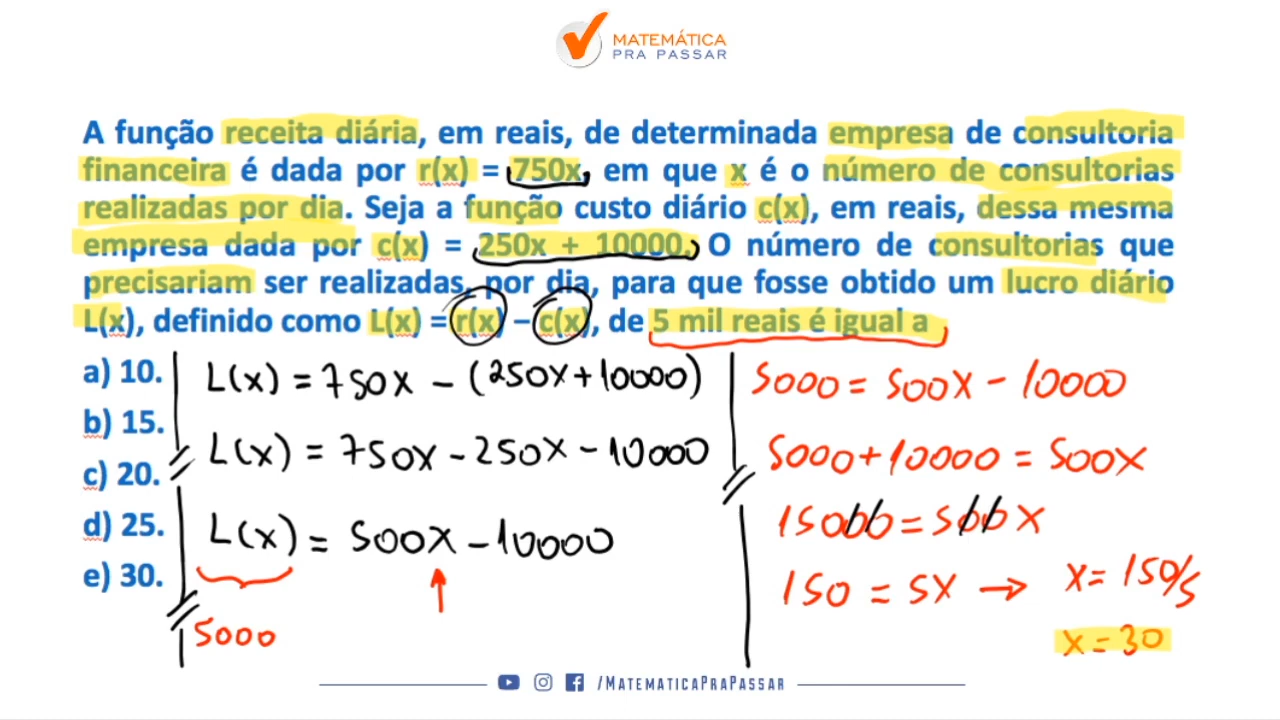 MATEMÁTICA
PRA PASSAR
A função receita diária, em reais, de determinada empresa de consultoria
financeira é dada por r(x) = 750x, em que x é o número de consultorias
realizadas por dia. Seja a função custo diário c(x), em reais, dessa mesma
empresa dada por c(x) = 250x + 10000. O número de consultorias que
precisariam ser realizadas, por dia, para que fosse obtido um lucro diário
L(x), definido como L(x) = r(x) – c(x), de 5 mil reais é igual a
a) 10.
b) 15.
c) 20.
d) 25.
e) 30.
L(x) = 750x - (250x + 10000)
L(x) = 750x - 250x - 10000
L(x) = 500x - 10000
5000
5000 = 500x - 10000
5000 + 10000 = 500x
15000 = 500x
150 = 5x → x = 150/5
x = 30
/MatematicaPraPassar